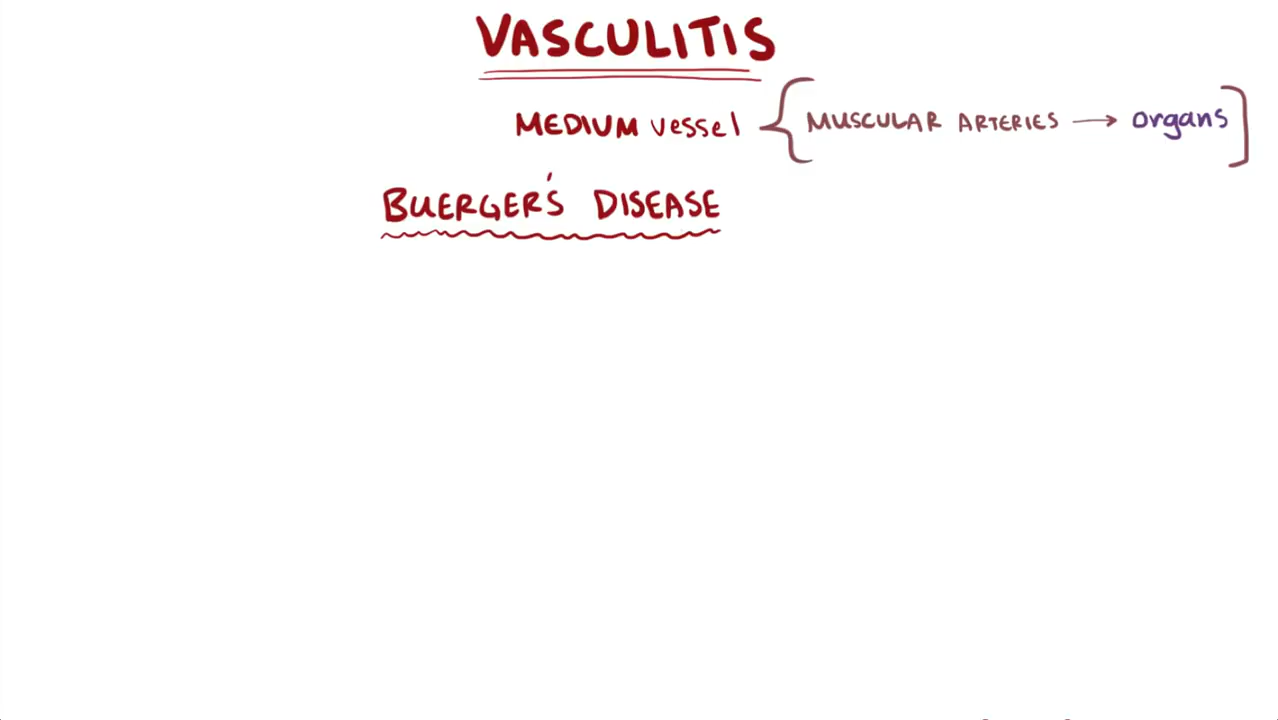 VASCULITIS
MEDIUM vessel { MUSCULAR ARTERIES → organs ]
BUERGER'S DISEASE